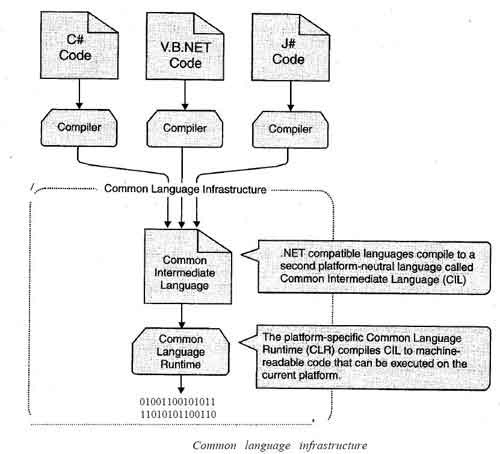 C#
Code
V.B.NET
Code
J#
Code
Compiler
Compiler
Compiler
Common Language Infrastructure
Common
Intermediate
Language
.NET compatible languages compile to a
second platform-neutral language called
Common Intermediate Language (CIL)
Common
Language
Runtime
The platform-specific Common Language
Runtime (CLR) compiles CIL to machine-
readable code that can be executed on the
current platform.
01001100101011
11010101100110
Common language infrastructure